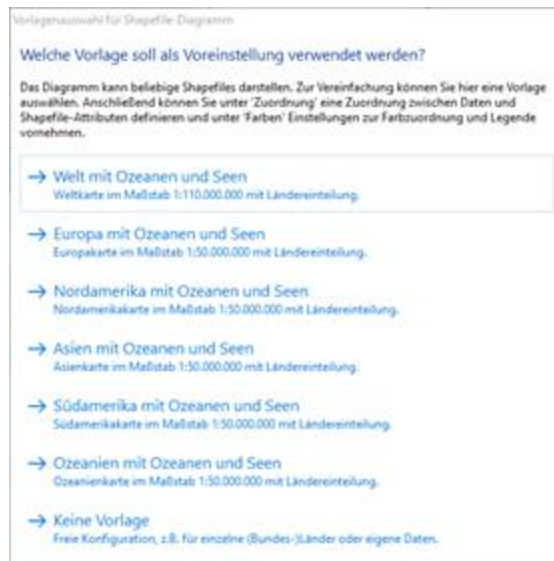 Vorlagenauswahl für Shapefile-Diagramm
Welche Vorlage soll als Voreinstellung verwendet werden?
Das Diagramm kann beliebige Shapefiles darstellen. Zur Vereinfachung können Sie hier eine Vorlage
auswählen. Anschließend können Sie unter 'Zuordnung' eine Zuordnung zwischen Daten und
Shapefile-Attributen definieren und unter 'Farben' Einstellungen zur Farbzuordnung und Legende
vornehmen.
→ Welt mit Ozeanen und Seen
Weltkarte im Maßstab 1:110.000.000 mit Ländereinteilung.
→ Europa mit Ozeanen und Seen
Europakarte im Maßstab 1:50.000.000 mit Ländereinteilung.
→ Nordamerika mit Ozeanen und Seen
Nordamerikakarte im Maßstab 1:50.000.000 mit Ländereinteilung.
→ Asien mit Ozeanen und Seen
Asienkarte im Maßstab 1:50.000.000 mit Ländereinteilung.
→ Südamerika mit Ozeanen und Seen
Südamerikakarte im Maßstab 1:50.000.000 mit Ländereinteilung.
→ Ozeanien mit Ozeanen und Seen
Ozeanienkarte im Maßstab 1:50.000.000 mit Ländereinteilung.
→ Keine Vorlage
Freie Konfiguration, z.B. für einzelne (Bundes-)Länder oder eigene Daten.